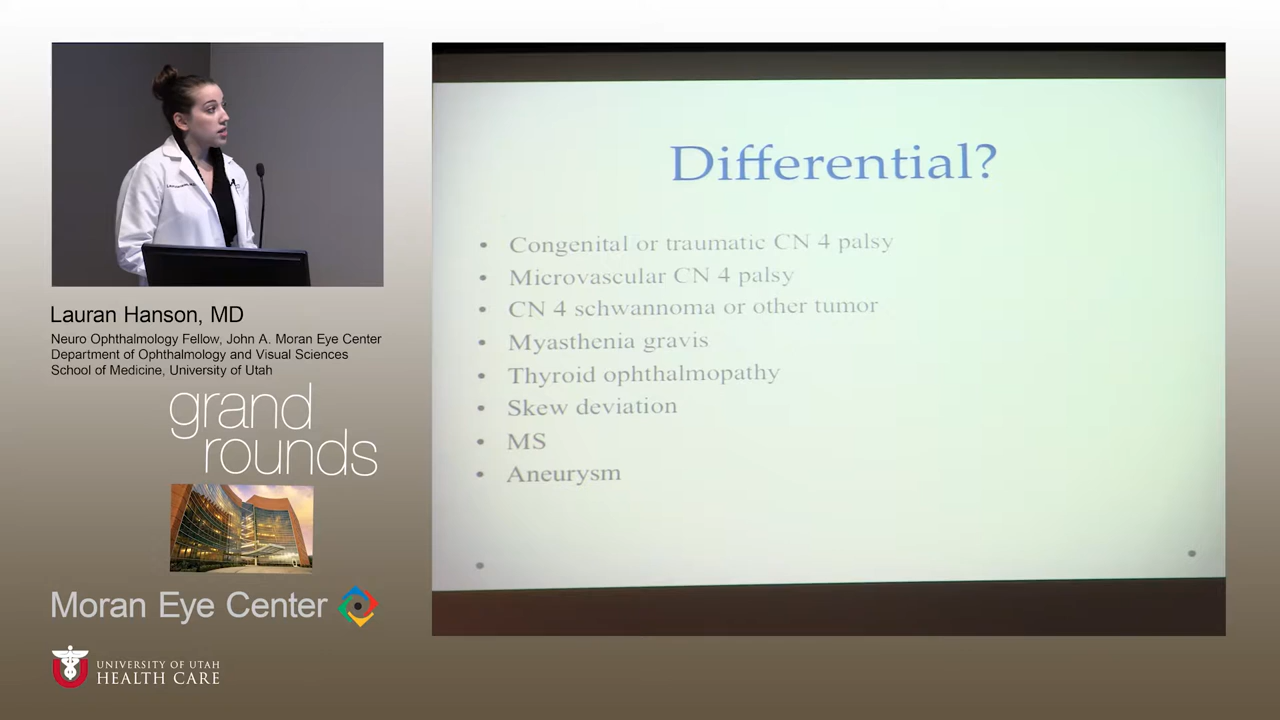 Lauran Hanson, MD
Neuro Ophthalmology Fellow, John A. Moran Eye Center
Department of Ophthalmology and Visual Sciences
School of Medicine, University of Utah
grand
rounds
Moran Eye Center
UNIVERSITY OF UTAH
HEALTH CARE
Differential?
• Congenital or traumatic CN 4 palsy
• Microvascular CN 4 palsy
• CN 4 schwannoma or other tumor
• Myasthenia gravis
• Thyroid ophthalmopathy
• Skew deviation
• MS
• Aneurysm